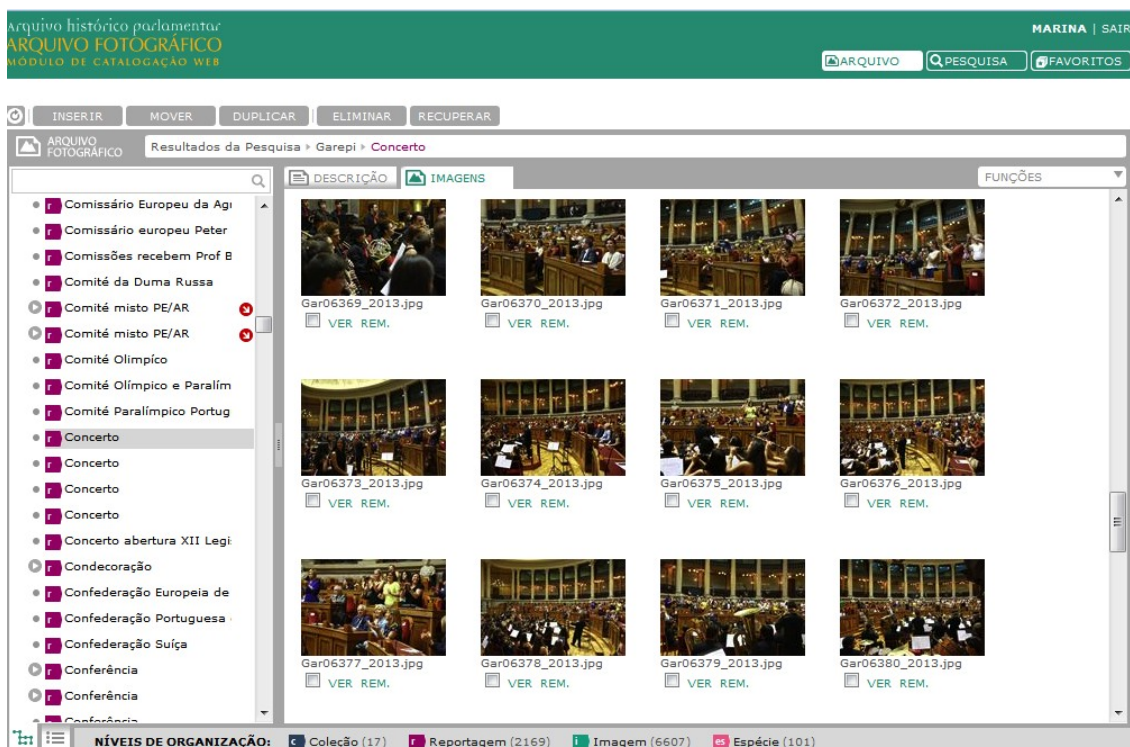 Arquivo histórico parlamentar
ARQUIVO FOTOGRÁFICO
MÓDULO DE CATALOGAÇÃO WEB
MARINA | SAIR
ARQUIVO PESQUISA FAVORITOS
INSERIR MOVER DUPLICAR ELIMINAR RECUPERAR
ARQUIVO FOTOGRÁFICO
Resultados da Pesquisa Garepi Concerto
DESCRIÇÃO IMAGENS FUNÇÕES
r Comissário Europeu da Agr
r Comissário europeu Peter
r Comissões recebem Prof B
r Comité da Duma Russa
r Comité misto PE/AR
r Comité misto PE/AR
r Comité Olimpíco
r Comité Olímpico e Paralím
r Comité Paralímpico Portug
r Concerto
r Concerto
r Concerto
r Concerto
r Concerto abertura XII Legi
r Condecoração
r Confederação Europeia de
r Confederação Portuguesa
r Confederação Suíça
r Conferência
r Conferência
r Conferência
Gar06369_2013.jpg Gar06370_2013.jpg Gar06371_2013.jpg Gar06372_2013.jpg
VER REM. VER REM. VER REM. VER REM.
Gar06373_2013.jpg Gar06374_2013.jpg Gar06375_2013.jpg Gar06376_2013.jpg
VER REM. VER REM. VER REM. VER REM.
Gar06377_2013.jpg Gar06378_2013.jpg Gar06379_2013.jpg Gar06380_2013.jpg
VER REM. VER REM. VER REM. VER REM.
NÍVEIS DE ORGANIZAÇÃO: c Coleção (17) r Reportagem (2169) i Imagem (6607) es Espécie (101)